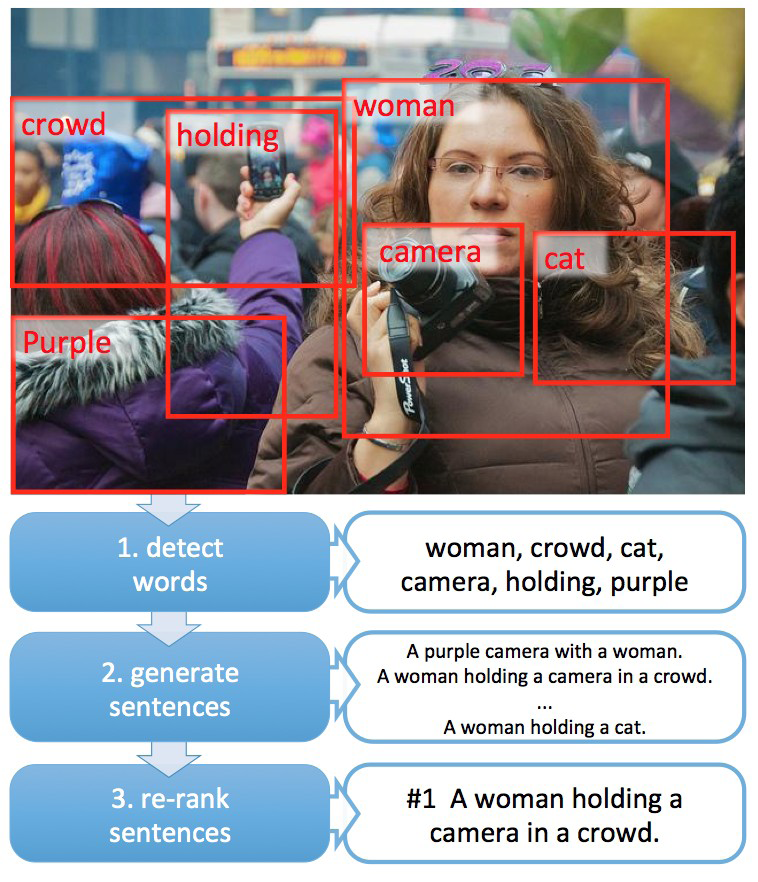 crowd
holding
woman
camera
cat
Purple
PowerShot
1. detect
words
woman, crowd, cat,
camera, holding, purple
2. generate
sentences
A purple camera with a woman.
A woman holding a camera in a crowd.
...
A woman holding a cat.
3. re-rank
sentences
#1 A woman holding a
camera in a crowd.